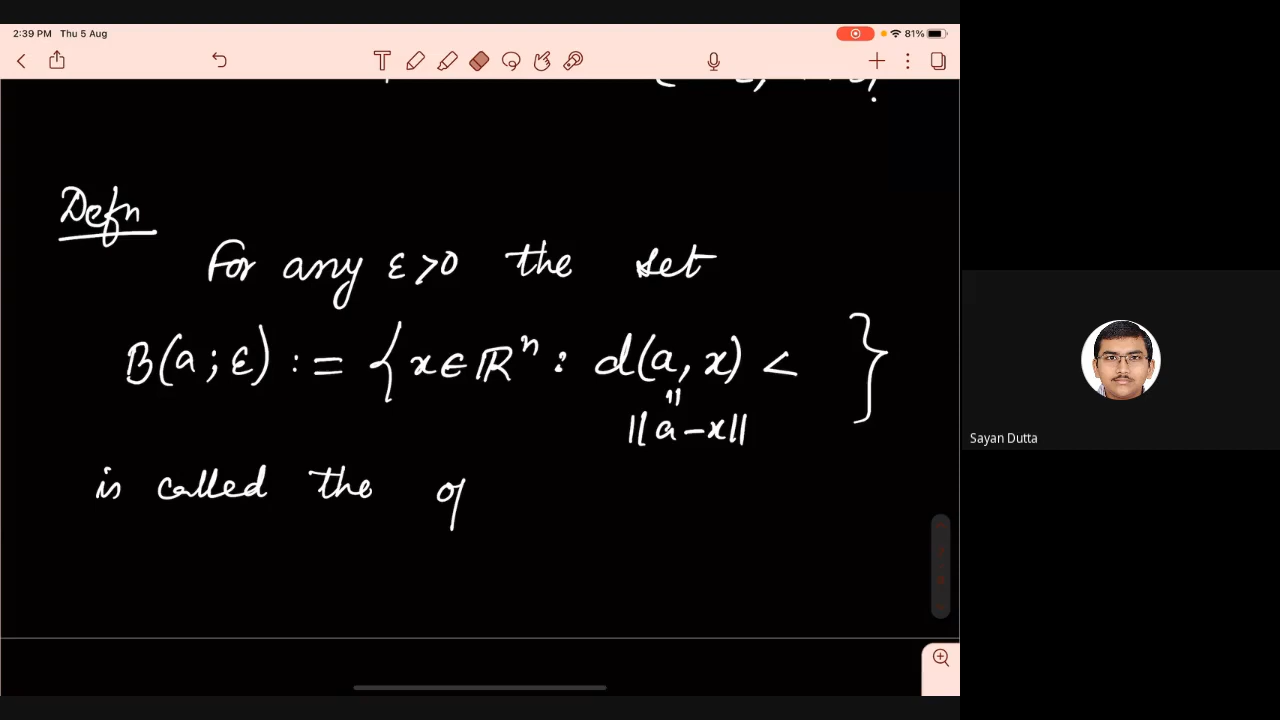 2:39 PM Thu 5 Aug
81%
Defn
For any ε>0 the set
B(a; ε) := { x ∈ ℝⁿ : d(a, x) < }
||
||a - x||
is called the
Sayan Dutta